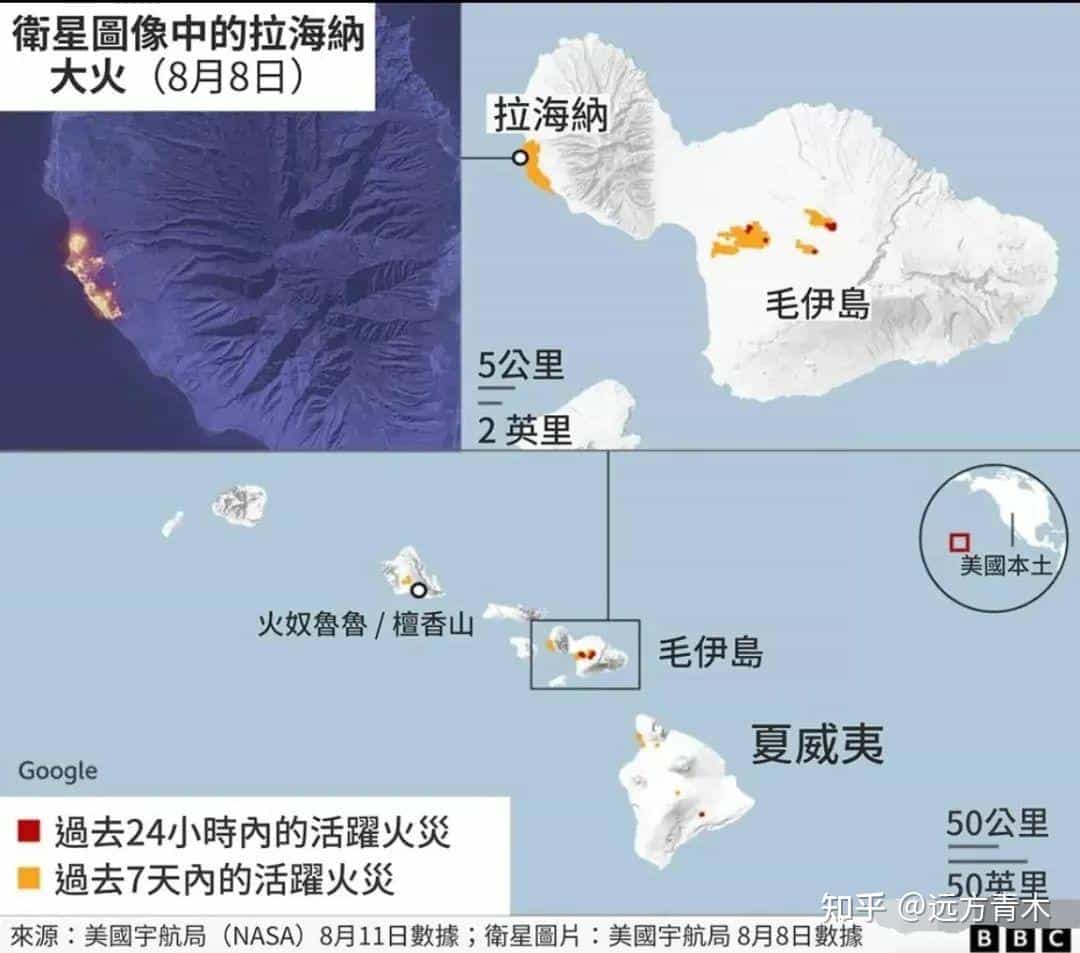 衛星圖像中的拉海納
大火（8月8日）
拉海納
毛伊島
5公里
2 英里
美國本土
火奴魯魯 / 檀香山
毛伊島
夏威夷
Google
過去24小時內的活躍火災
過去7天內的活躍火災
50公里
50英里
知乎 @远方青木
來源：美國宇航局（NASA）8月11日數據；衛星圖片：美國宇航局 8月8日數據
BBC